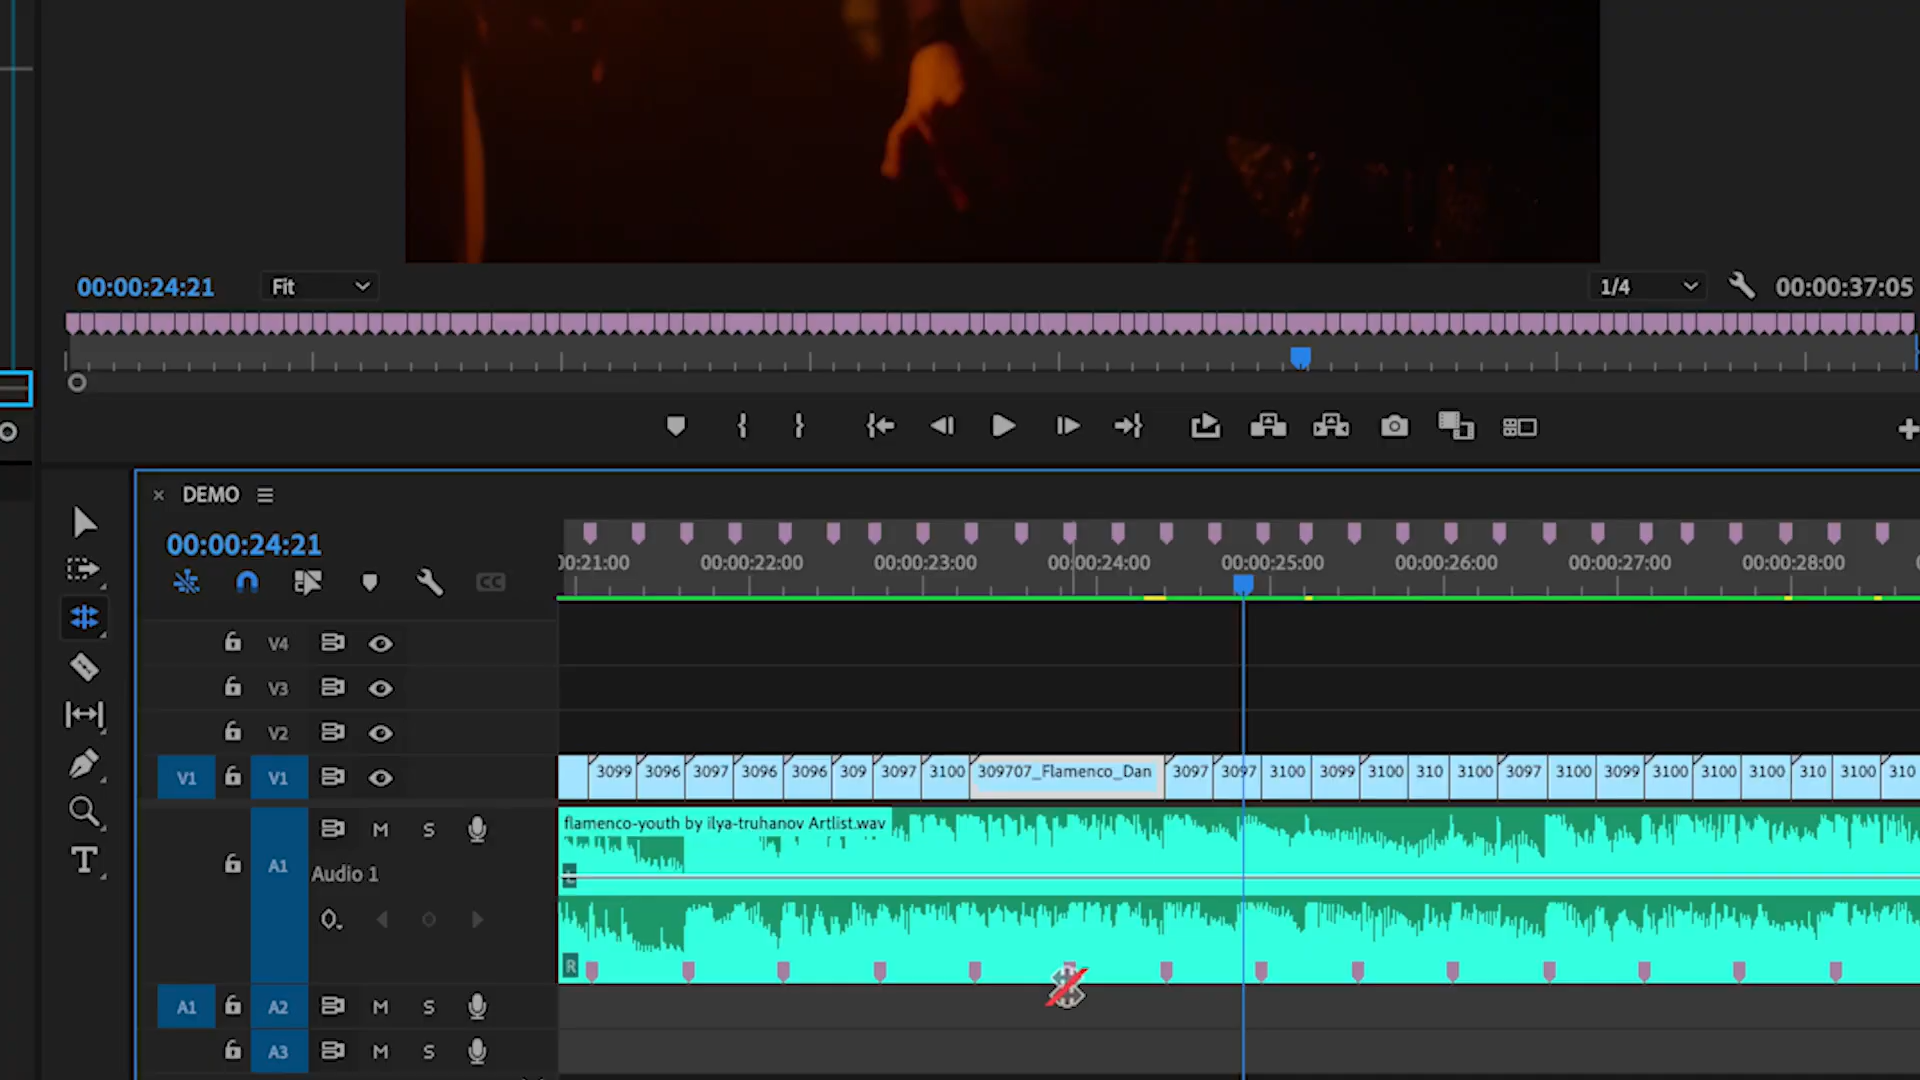 00:00:24:21 Fit 1/4 00:00:37:05
DEMO
00:00:24:21
CC
00:21:00 00:00:22:00 00:00:23:00 00:00:24:00 00:00:25:00 00:00:26:00 00:00:27:00 00:00:28:00
V4
V3
V2
V1 V1
3099 3096 3097 3096 3096 309 3097 3100 309707_Flamenco_Dan 3097 3097 3100 3099 3100 310 3100 3097 3100 3099 3100 3100 3100 310 3100 310
flamenco-youth by ilya-truhanov Artlist.wav
M S
A1
Audio 1
L
R
A1 A2 M S
A3 M S
T